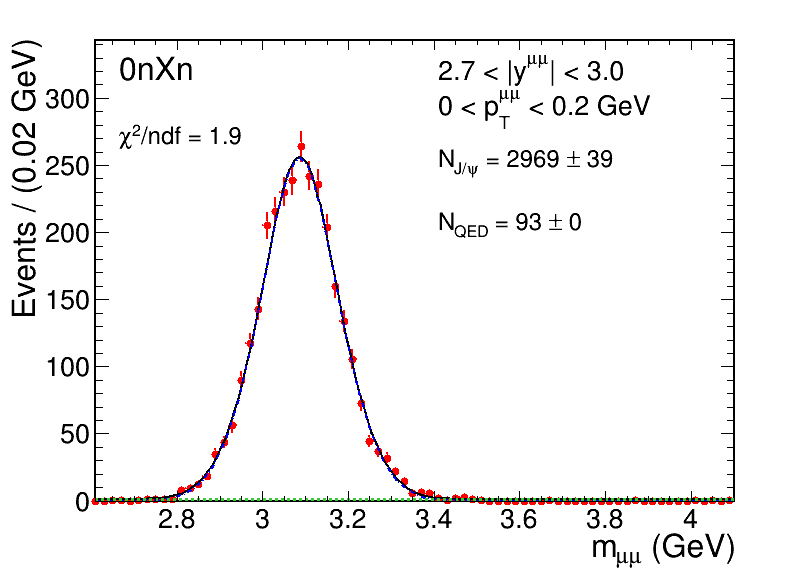 0nXn
2.7 < |y^μμ| < 3.0
0 < p_T^μμ < 0.2 GeV
χ²/ndf = 1.9
N_J/ψ = 2969 ± 39
N_QED = 93 ± 0
Events / (0.02 GeV)
300
250
200
150
100
50
0
2.8 3 3.2 3.4 3.6 3.8 4
m_μμ (GeV)